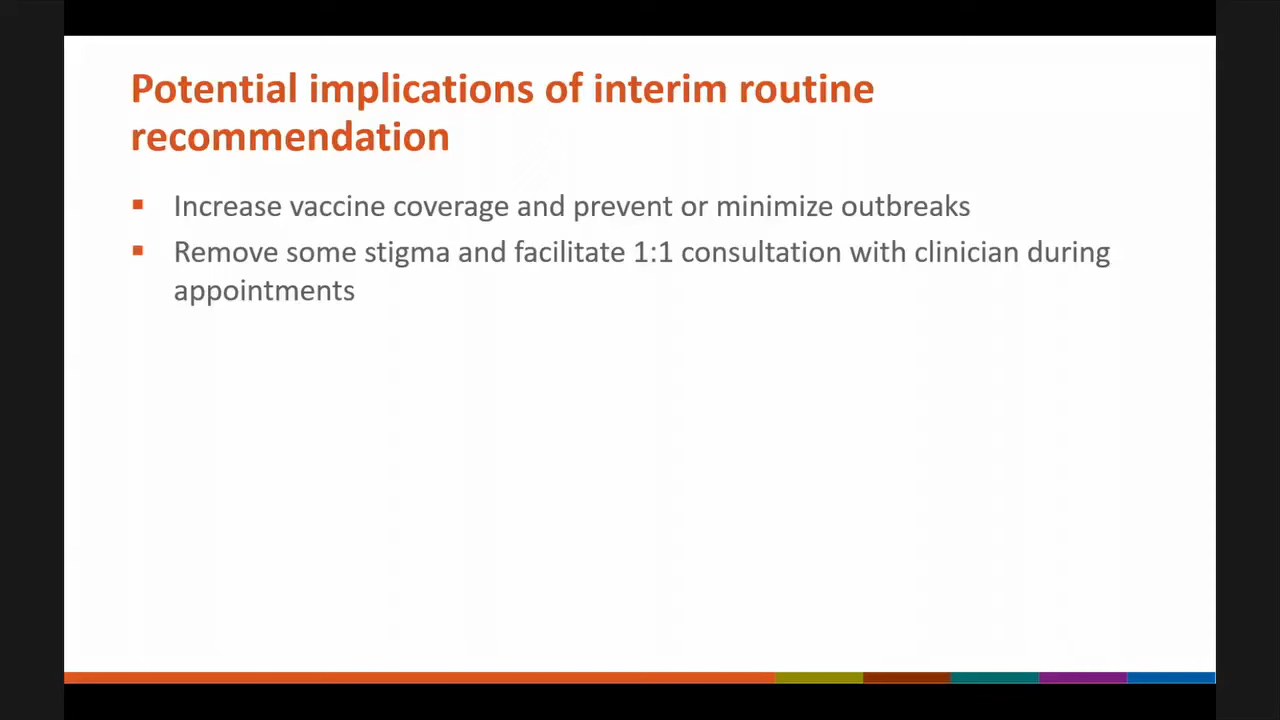 Potential implications of interim routine
recommendation
▪ Increase vaccine coverage and prevent or minimize outbreaks
▪ Remove some stigma and facilitate 1:1 consultation with clinician during
appointments